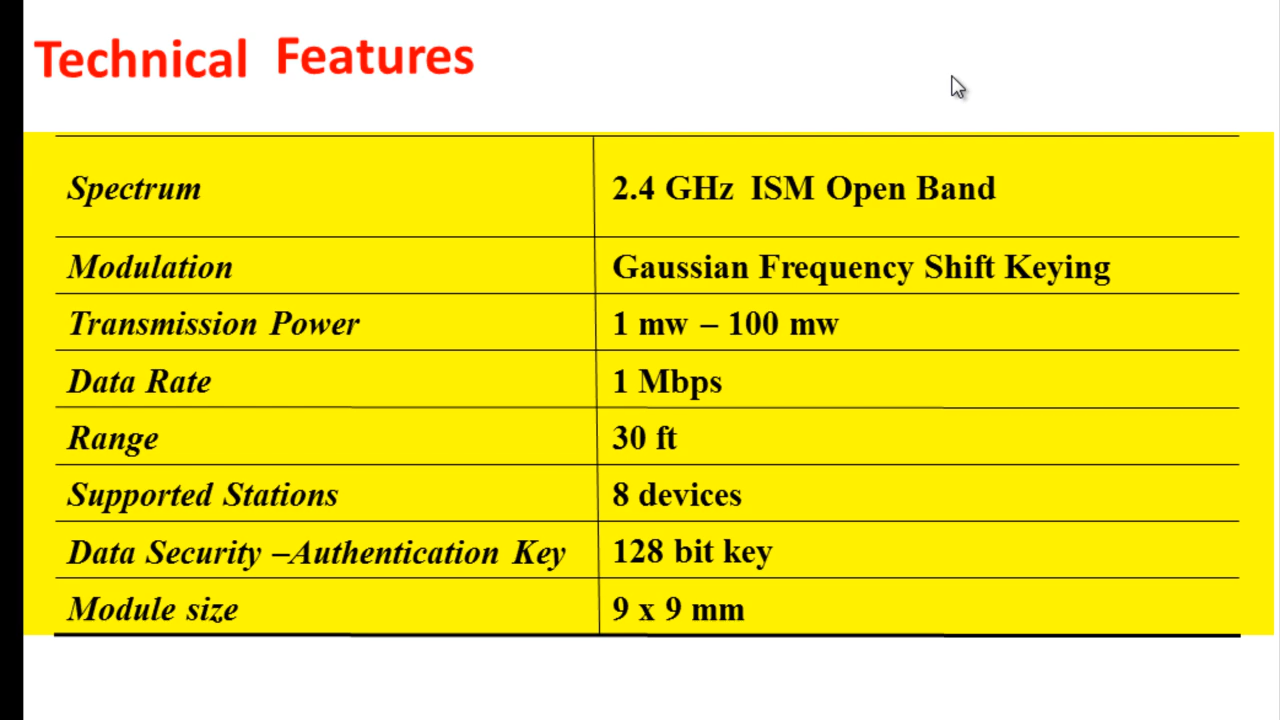 Technical Features
Spectrum 2.4 GHz ISM Open Band
Modulation Gaussian Frequency Shift Keying
Transmission Power 1 mw – 100 mw
Data Rate 1 Mbps
Range 30 ft
Supported Stations 8 devices
Data Security –Authentication Key 128 bit key
Module size 9 x 9 mm